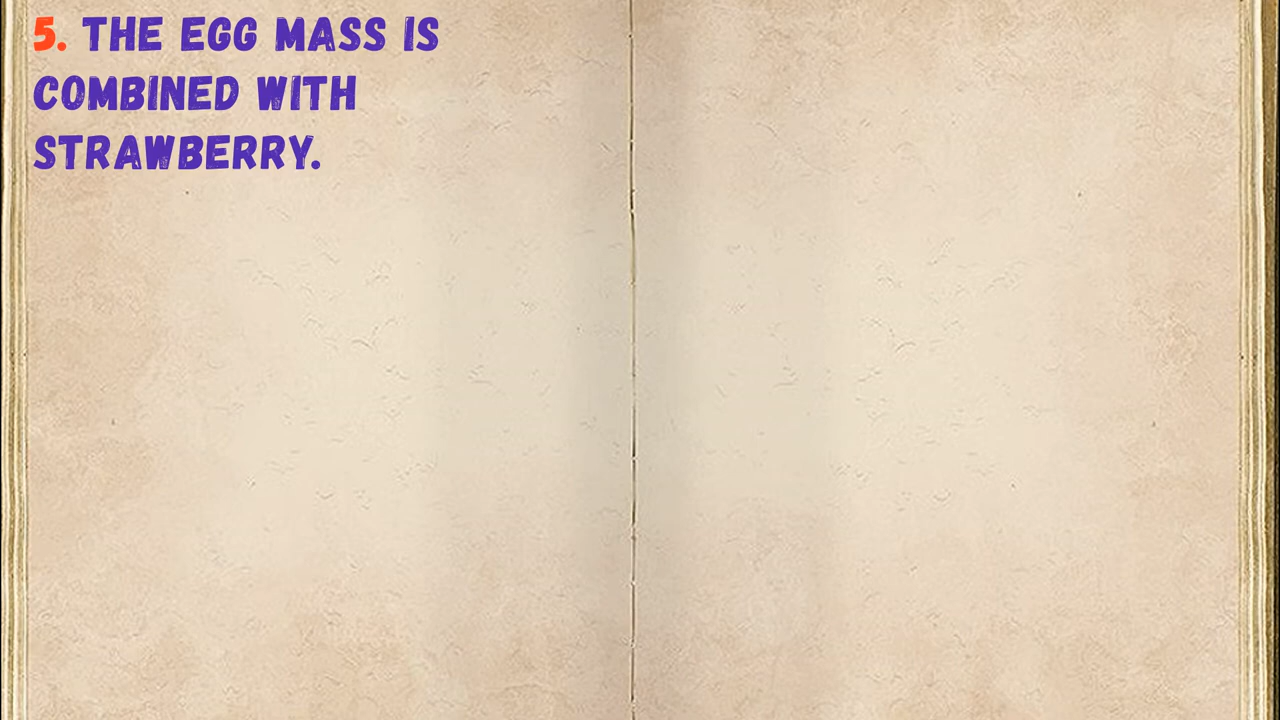 5. THE EGG MASS IS
COMBINED WITH
STRAWBERRY.